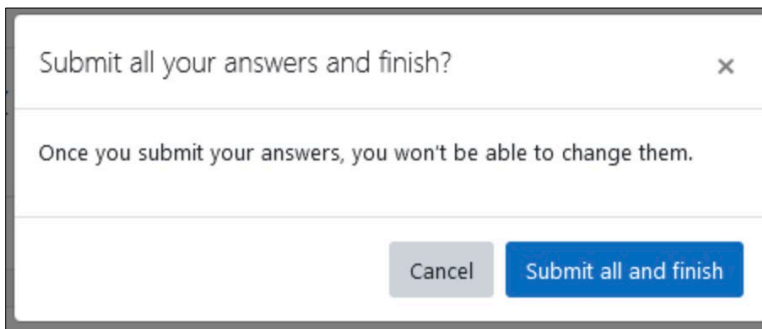 Submit all your answers and finish?
×
Once you submit your answers, you won't be able to change them.
Cancel
Submit all and finish